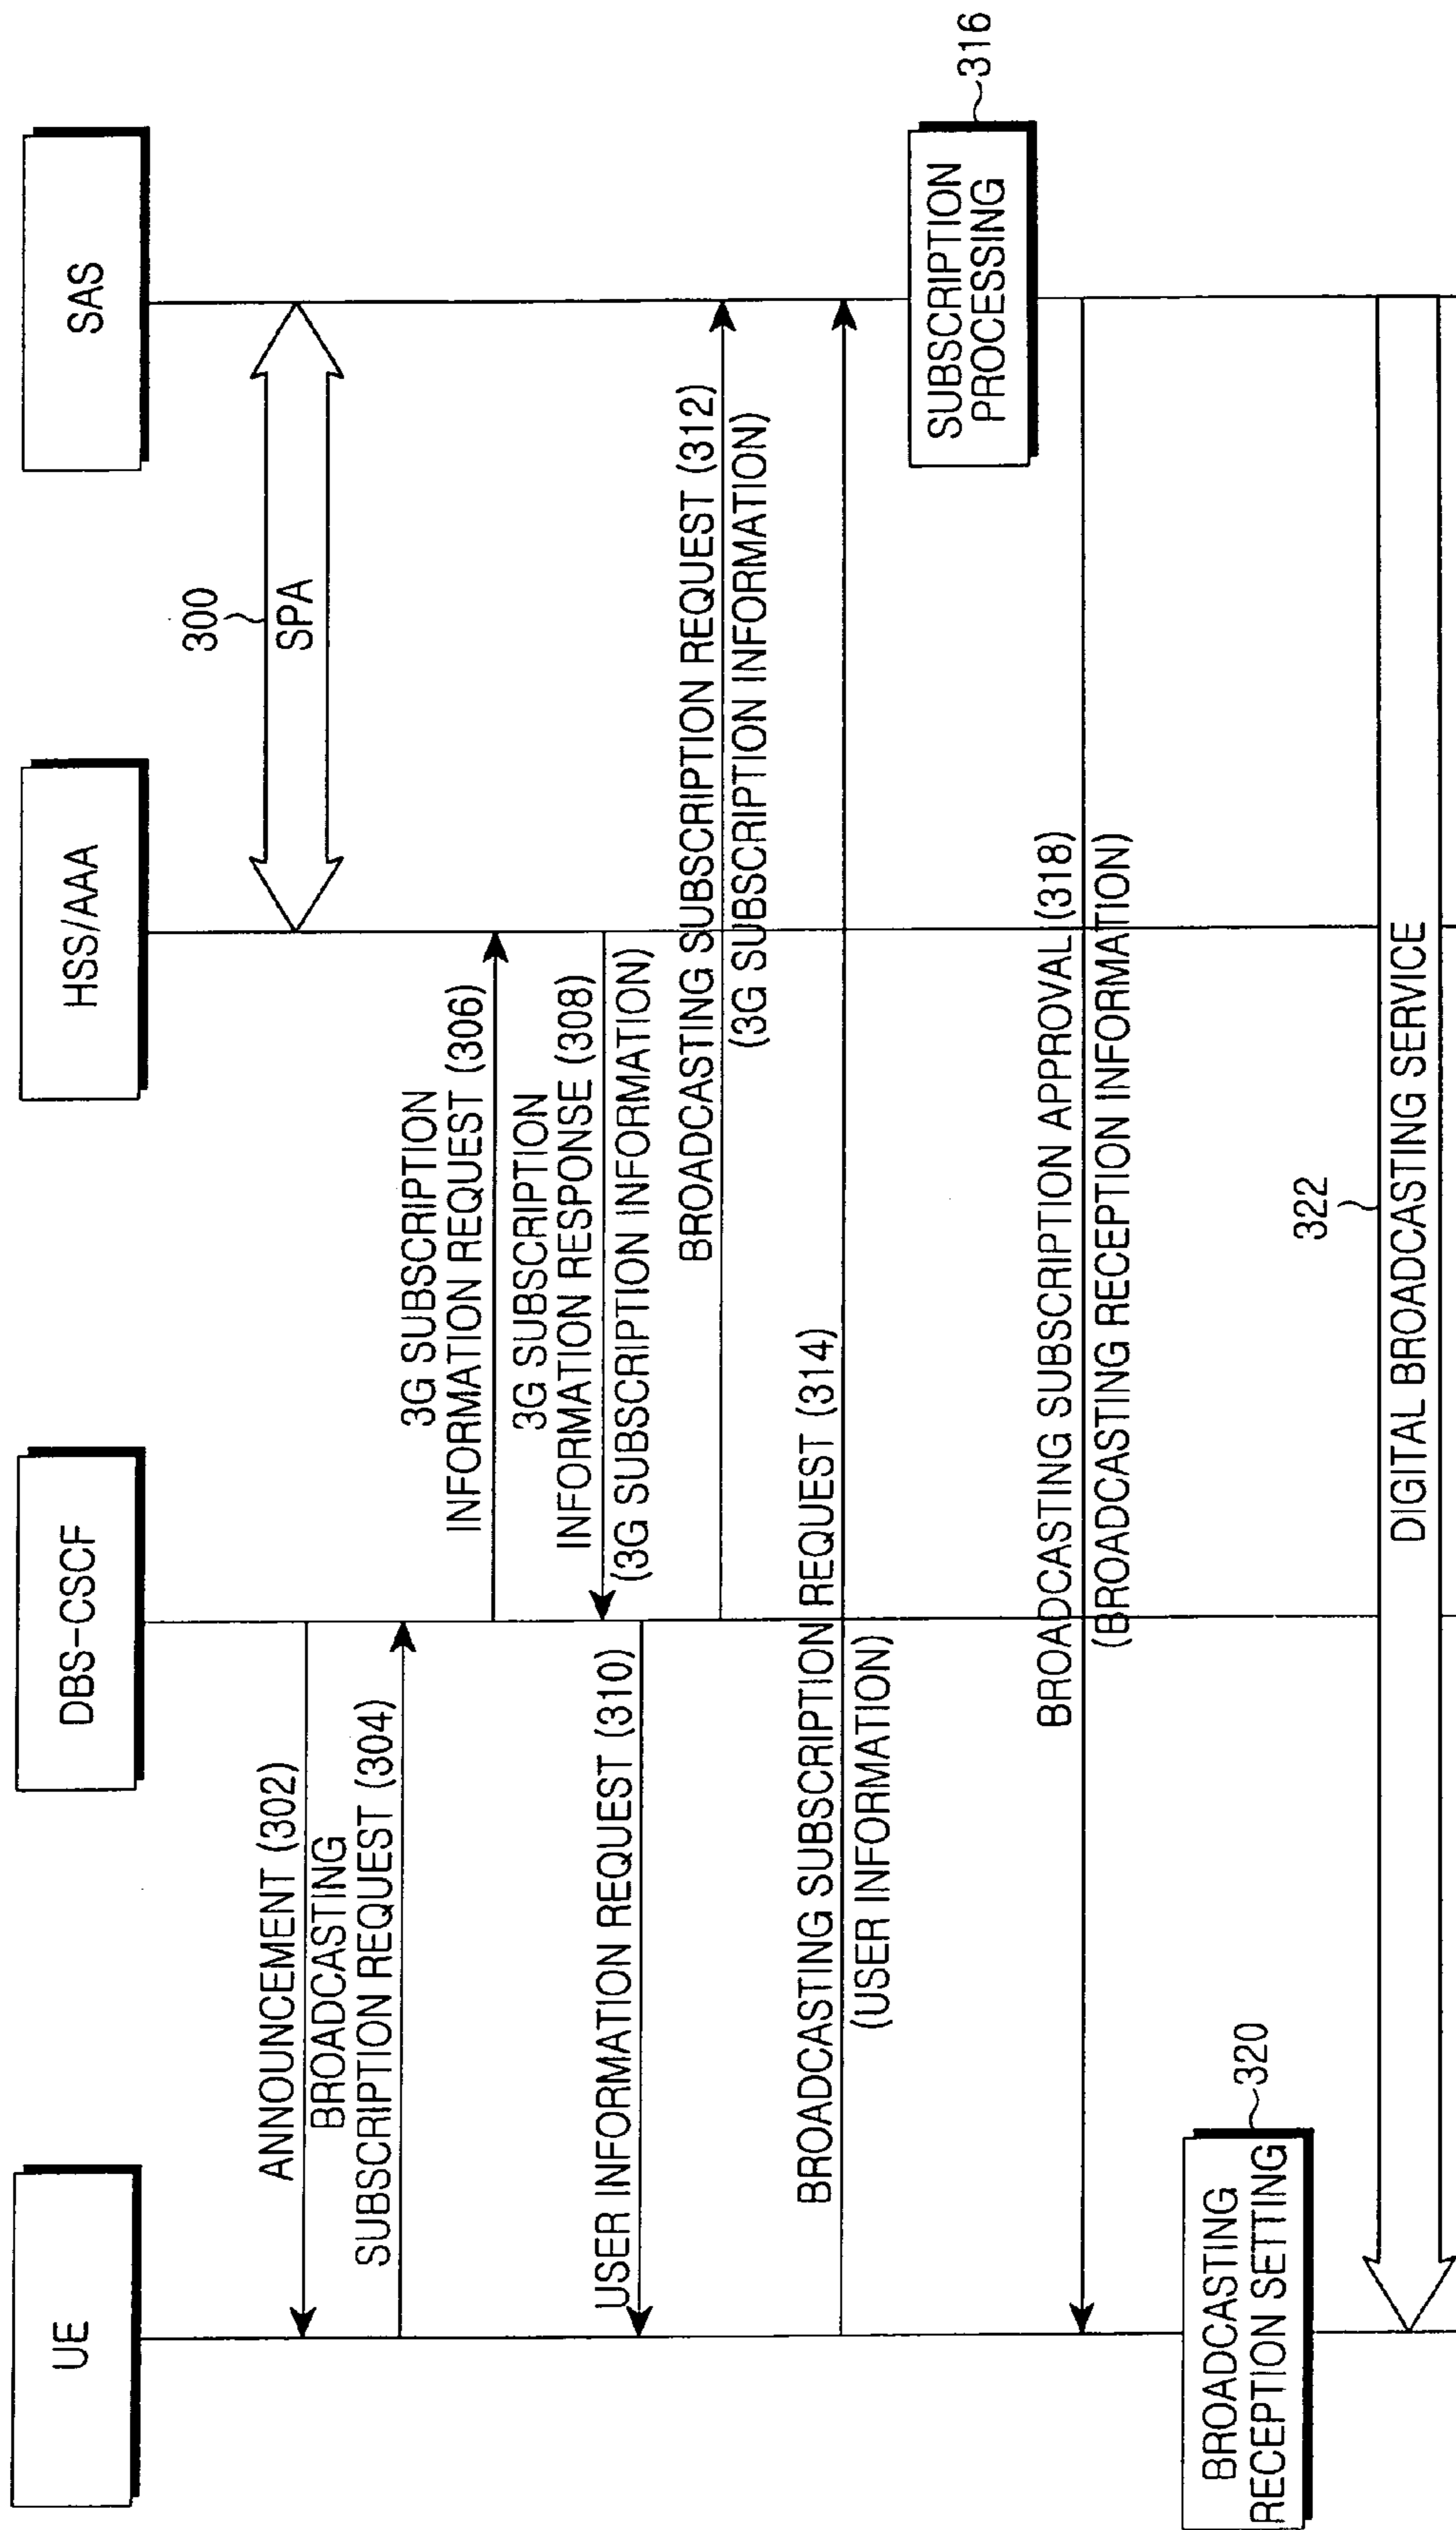 UE
DBS-CSCF
HSS/AAA
SAS
300
SPA
ANNOUNCEMENT (302)
BROADCASTING
SUBSCRIPTION REQUEST (304)
3G SUBSCRIPTION
INFORMATION REQUEST (306)
3G SUBSCRIPTION
INFORMATION RESPONSE (308)
(3G SUBSCRIPTION INFORMATION)
USER INFORMATION REQUEST (310)
BROADCASTING SUBSCRIPTION REQUEST (312)
(3G SUBSCRIPTION INFORMATION)
BROADCASTING SUBSCRIPTION REQUEST (314)
(USER INFORMATION)
SUBSCRIPTION
PROCESSING
316
BROADCASTING SUBSCRIPTION APPROVAL (318)
(BROADCASTING RECEPTION INFORMATION)
BROADCASTING
RECEPTION SETTING
320
322
DIGITAL BROADCASTING SERVICE